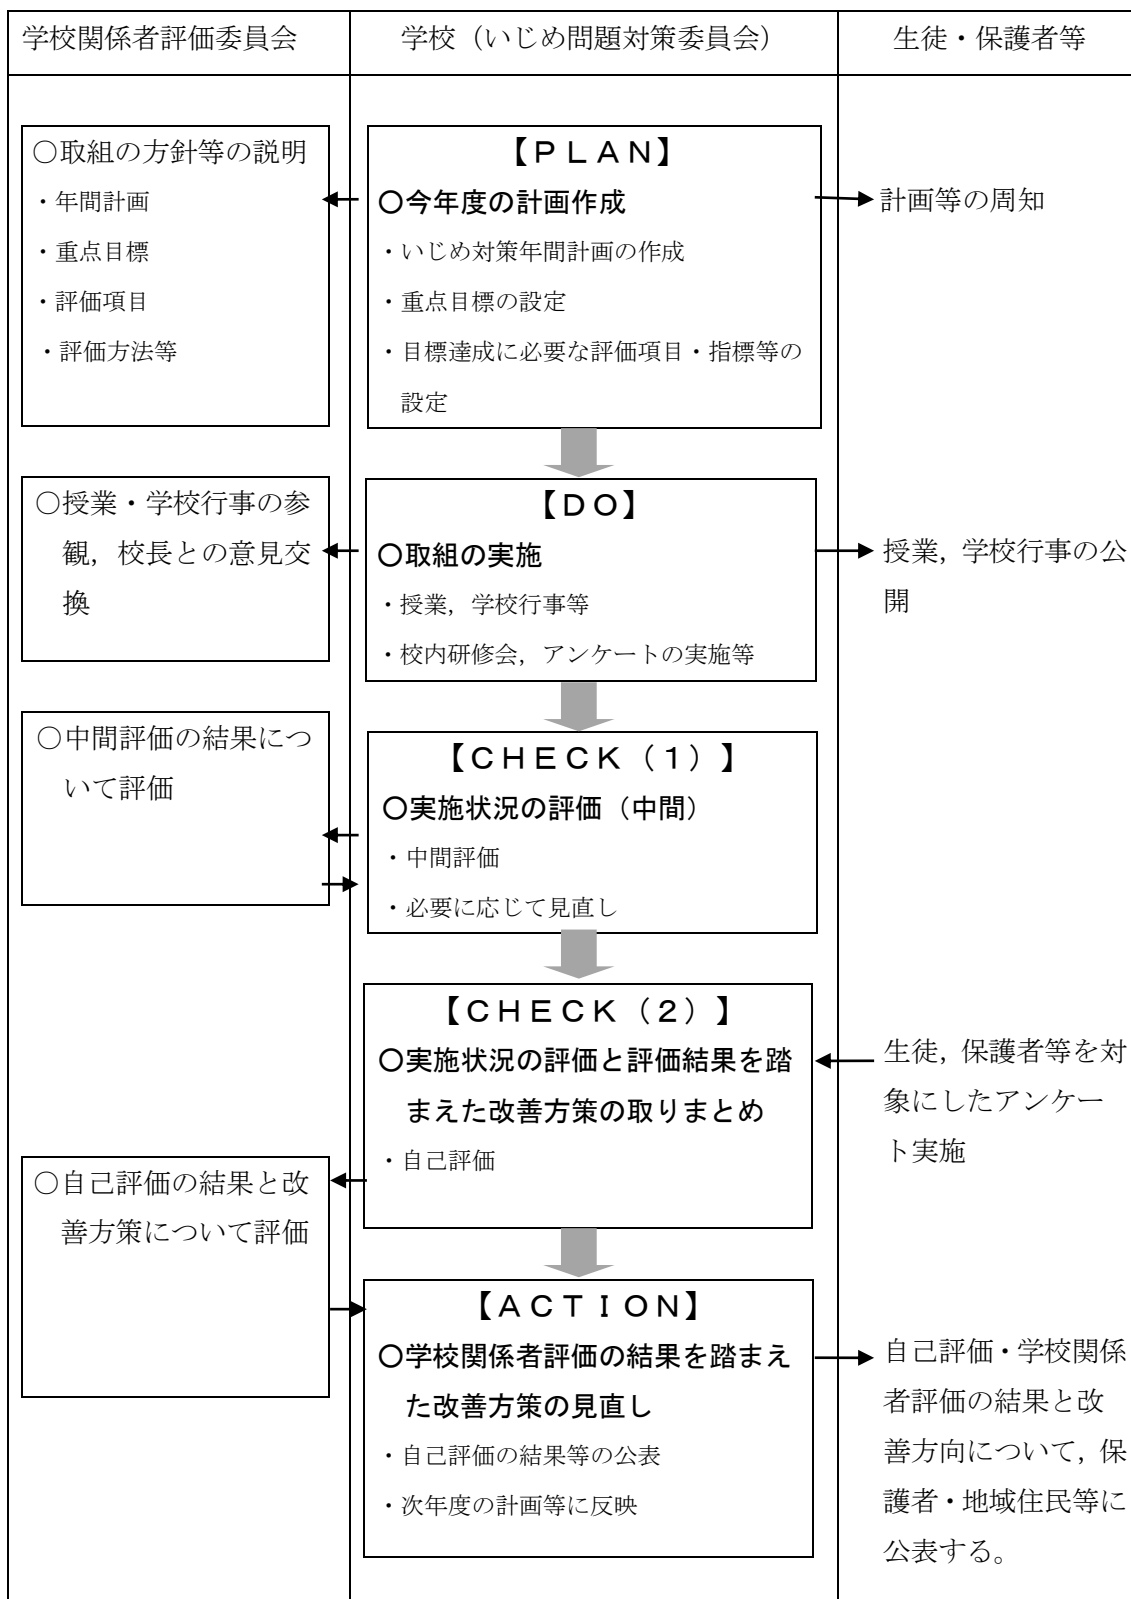 学校関係者評価委員会
学校（いじめ問題対策委員会）
生徒・保護者等
○取組の方針等の説明
・年間計画
・重点目標
・評価項目
・評価方法等
【ＰＬＡＮ】
○今年度の計画作成
・いじめ対策年間計画の作成
・重点目標の設定
・目標達成に必要な評価項目・指標等の
設定
計画等の周知
○授業・学校行事の参
観，校長との意見交
換
【ＤＯ】
○取組の実施
・授業，学校行事等
・校内研修会，アンケートの実施等
授業，学校行事の公
開
○中間評価の結果につ
いて評価
【ＣＨＥＣＫ（１）】
○実施状況の評価（中間）
・中間評価
・必要に応じて見直し
【ＣＨＥＣＫ（２）】
○実施状況の評価と評価結果を踏
まえた改善方策の取りまとめ
・自己評価
生徒，保護者等を対
象にしたアンケー
ト実施
○自己評価の結果と改
善方策について評価
【ＡＣＴＩＯＮ】
○学校関係者評価の結果を踏まえ
た改善方策の見直し
・自己評価の結果等の公表
・次年度の計画等に反映
自己評価・学校関係
者評価の結果と改
善方向について，保
護者・地域住民等に
公表する。